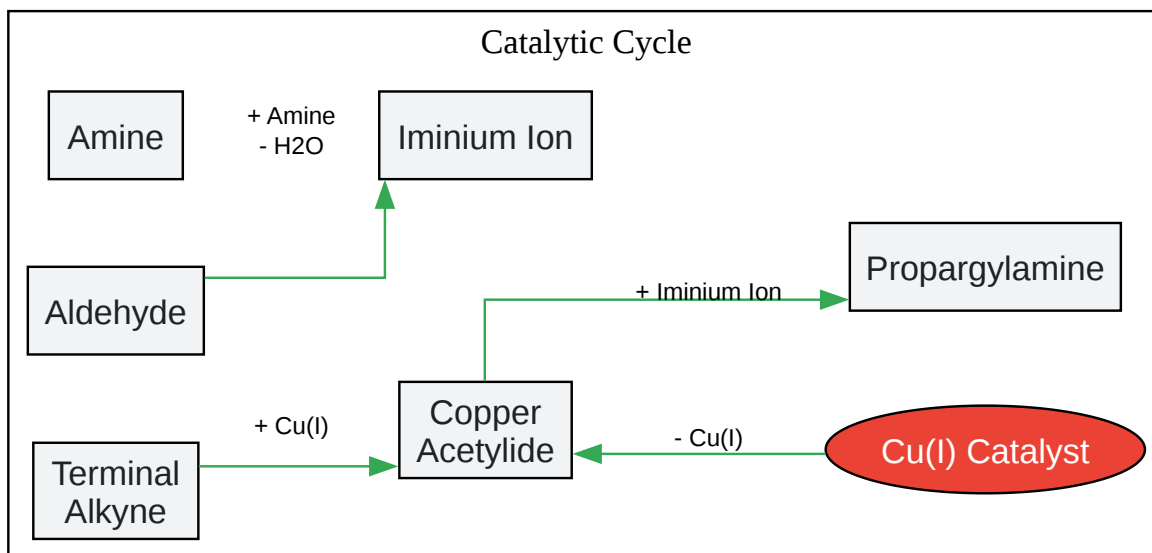 Catalytic Cycle
Amine
+ Amine
- H2O
Iminium Ion
Aldehyde
+ Iminium Ion
Propargylamine
Terminal
Alkyne
+ Cu(I)
Copper
Acetylide
- Cu(I)
Cu(I) Catalyst